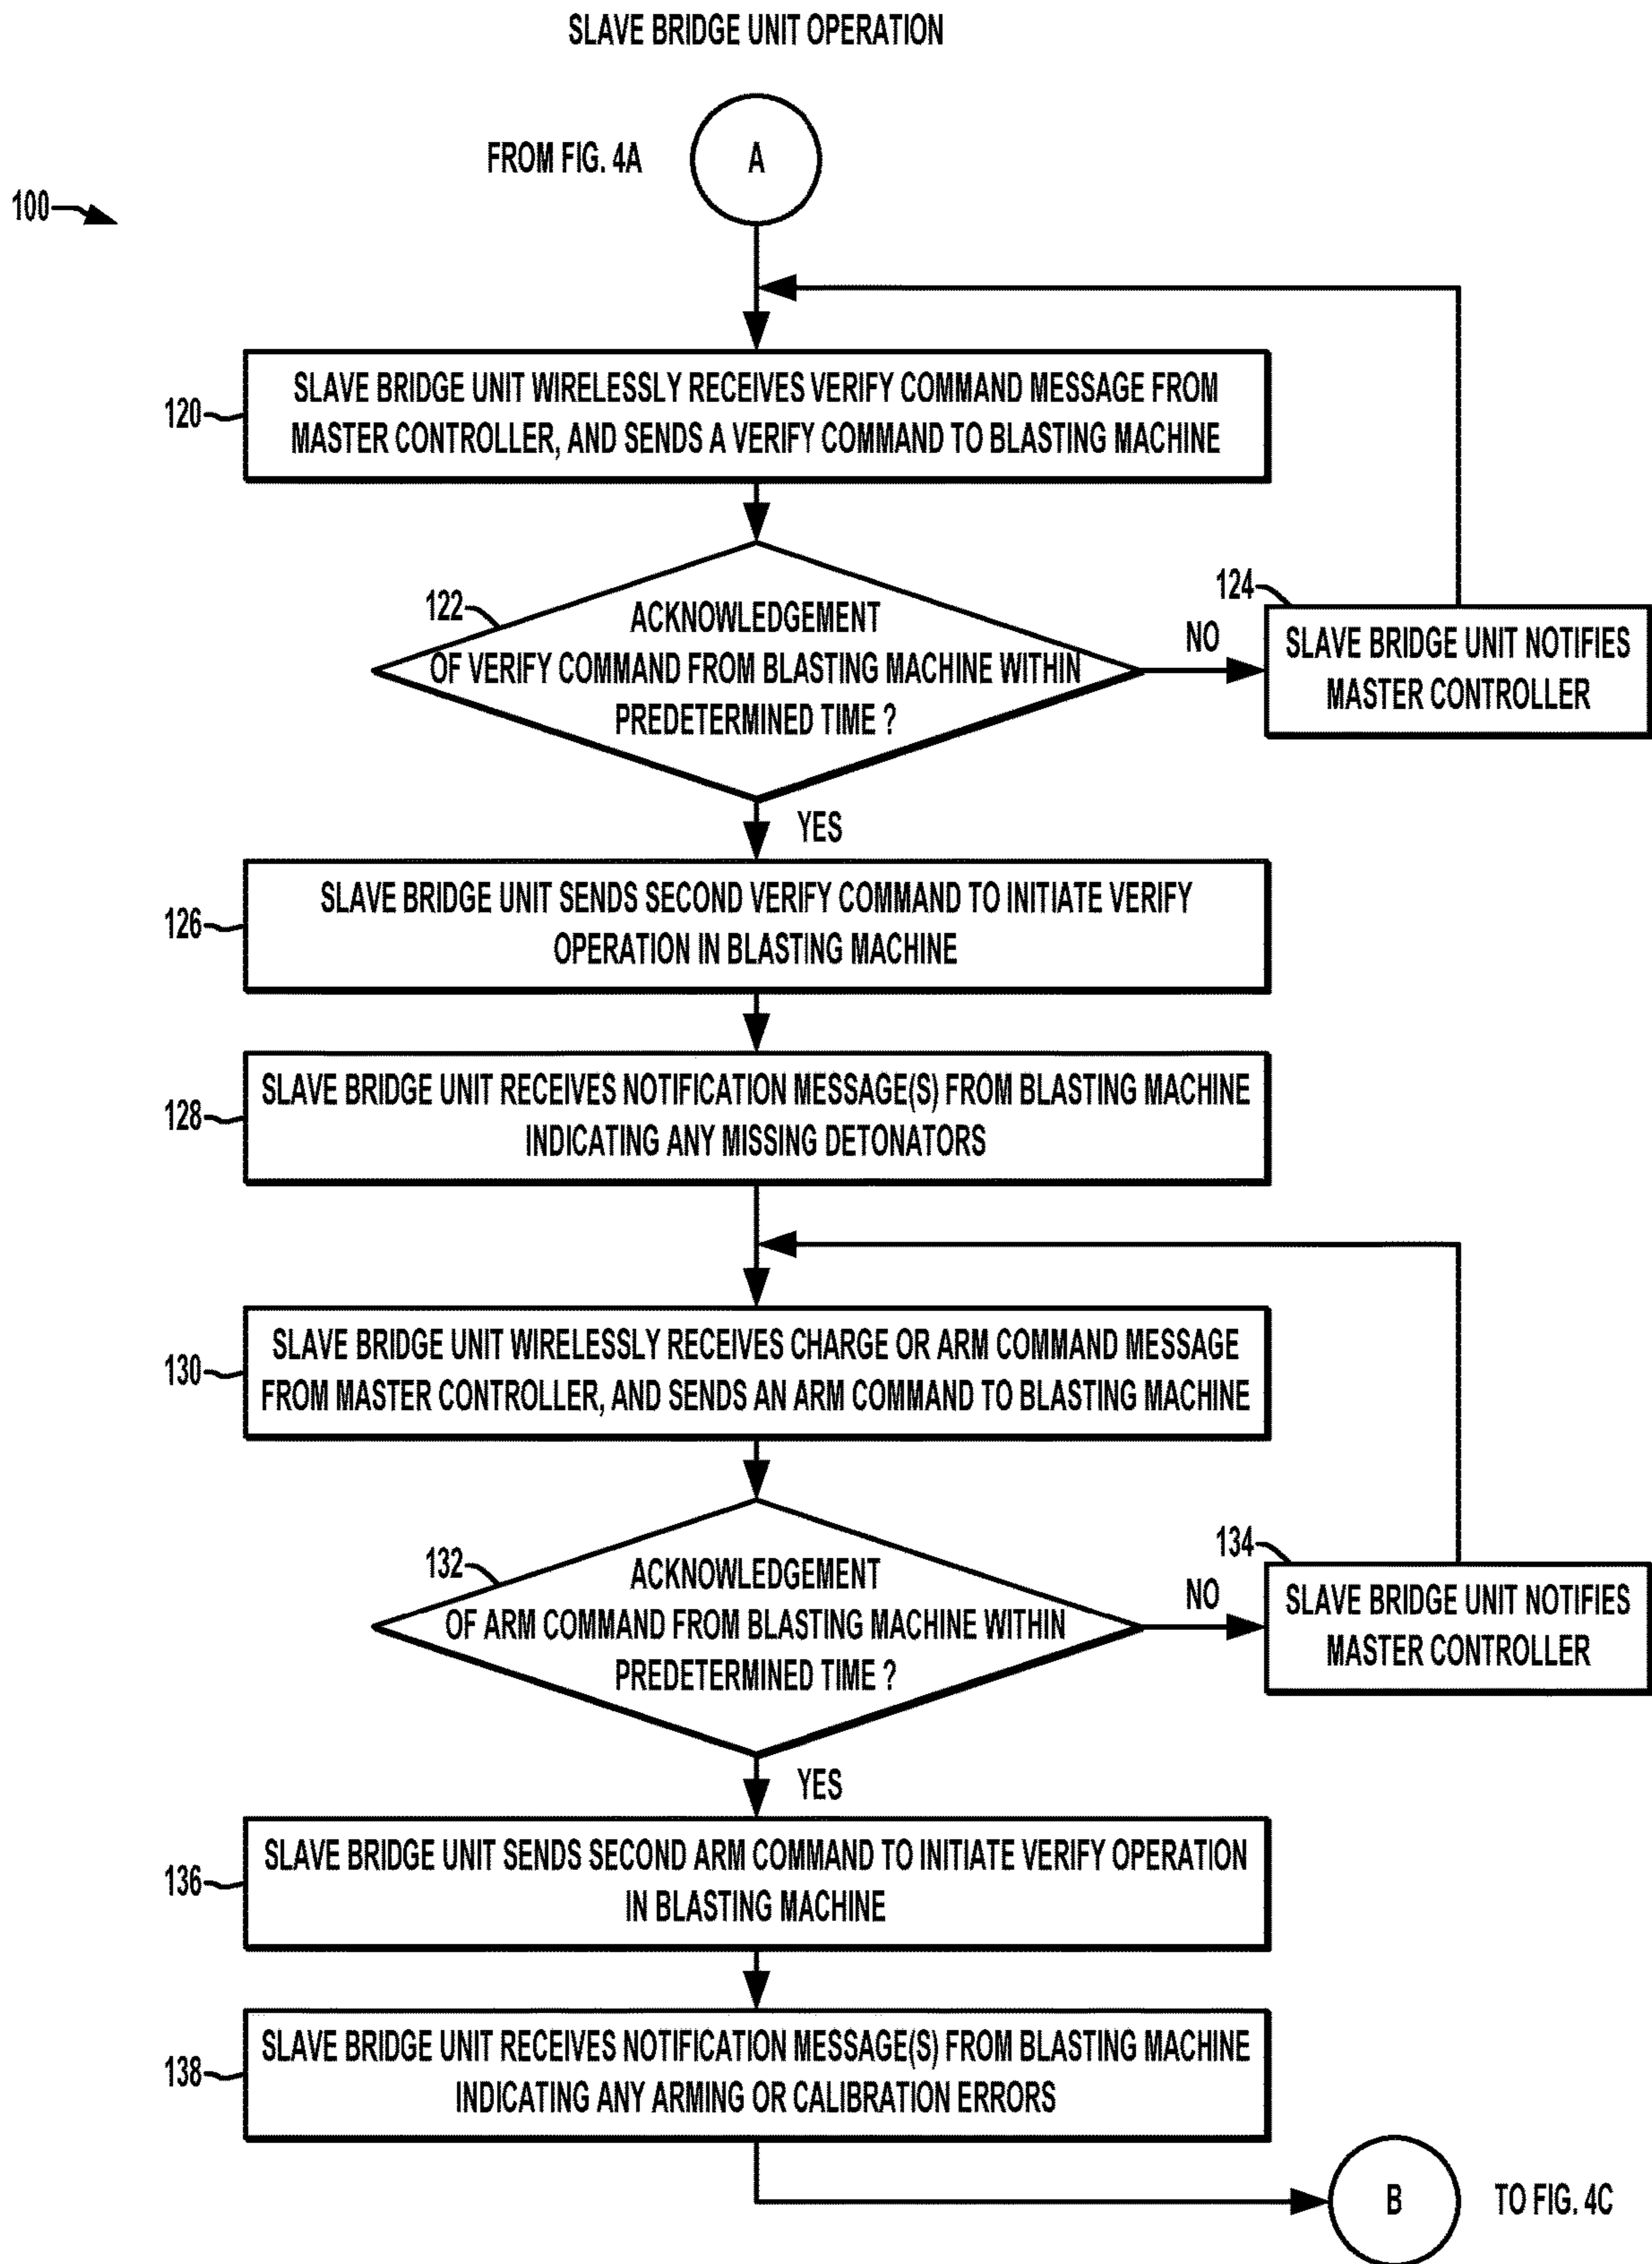 SLAVE BRIDGE UNIT OPERATION
FROM FIG. 4A
A
100
120
SLAVE BRIDGE UNIT WIRELESSLY RECEIVES VERIFY COMMAND MESSAGE FROM
MASTER CONTROLLER, AND SENDS A VERIFY COMMAND TO BLASTING MACHINE
122
ACKNOWLEDGEMENT
OF VERIFY COMMAND FROM BLASTING MACHINE WITHIN
PREDETERMINED TIME ?
NO
124
SLAVE BRIDGE UNIT NOTIFIES
MASTER CONTROLLER
YES
126
SLAVE BRIDGE UNIT SENDS SECOND VERIFY COMMAND TO INITIATE VERIFY
OPERATION IN BLASTING MACHINE
128
SLAVE BRIDGE UNIT RECEIVES NOTIFICATION MESSAGE(S) FROM BLASTING MACHINE
INDICATING ANY MISSING DETONATORS
130
SLAVE BRIDGE UNIT WIRELESSLY RECEIVES CHARGE OR ARM COMMAND MESSAGE
FROM MASTER CONTROLLER, AND SENDS AN ARM COMMAND TO BLASTING MACHINE
132
ACKNOWLEDGEMENT
OF ARM COMMAND FROM BLASTING MACHINE WITHIN
PREDETERMINED TIME ?
NO
134
SLAVE BRIDGE UNIT NOTIFIES
MASTER CONTROLLER
YES
136
SLAVE BRIDGE UNIT SENDS SECOND ARM COMMAND TO INITIATE VERIFY OPERATION
IN BLASTING MACHINE
138
SLAVE BRIDGE UNIT RECEIVES NOTIFICATION MESSAGE(S) FROM BLASTING MACHINE
INDICATING ANY ARMING OR CALIBRATION ERRORS
B
TO FIG. 4C